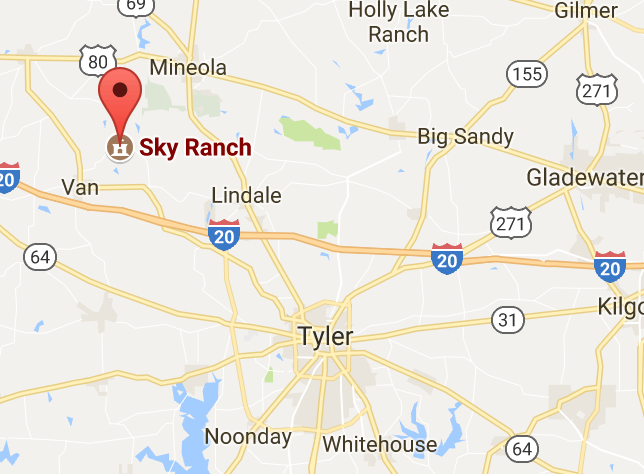 69
Holly Lake
Ranch
Gilmer
80
Mineola
155
271
Sky Ranch
Big Sandy
Gladewater
20
Van
Lindale
271
20
64
20
20
31
Kilgo
Tyler
Noonday
Whitehouse
64